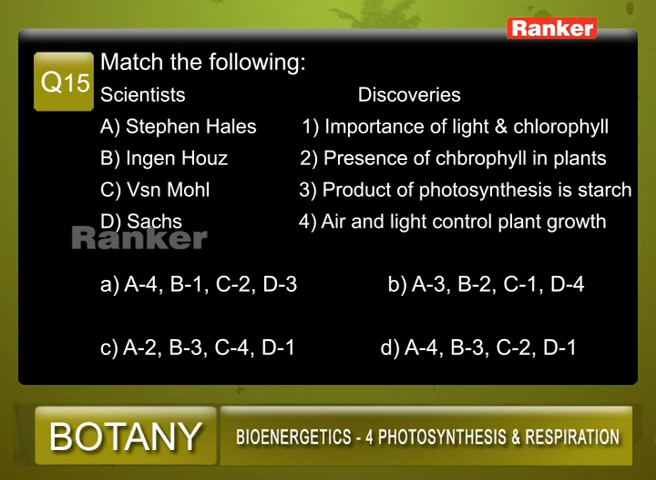 Ranker
Q15 Match the following:
Scientists Discoveries
A) Stephen Hales 1) Importance of light & chlorophyll
B) Ingen Houz 2) Presence of chbrophyll in plants
C) Vsn Mohl 3) Product of photosynthesis is starch
D) Sachs 4) Air and light control plant growth
Ranker
a) A-4, B-1, C-2, D-3 b) A-3, B-2, C-1, D-4
c) A-2, B-3, C-4, D-1 d) A-4, B-3, C-2, D-1
BOTANY BIOENERGETICS - 4 PHOTOSYNTHESIS & RESPIRATION